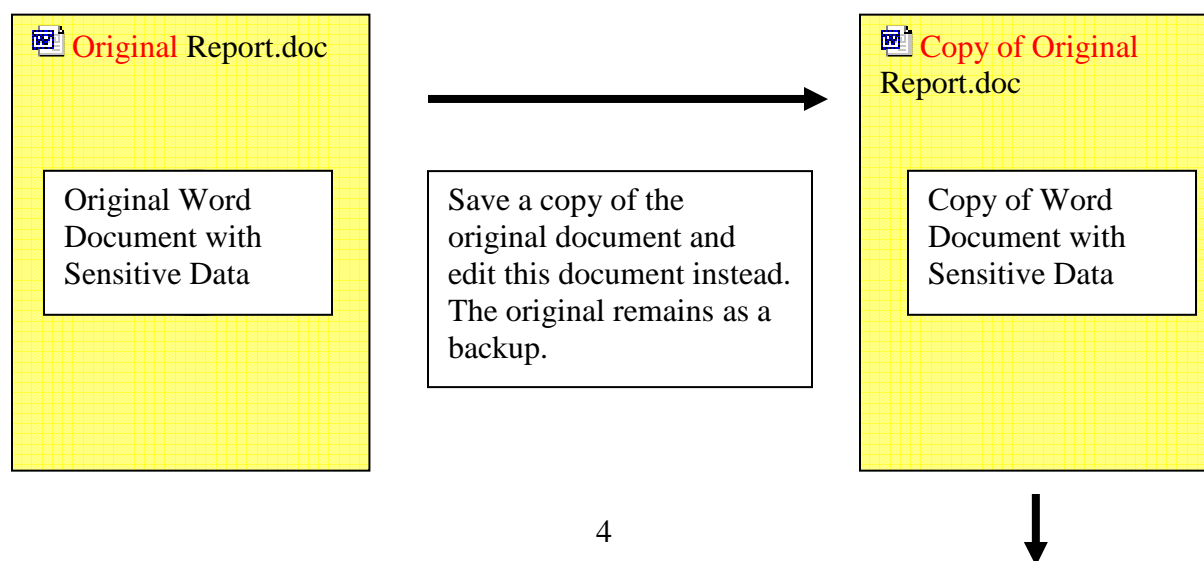 Original Report.doc
Original Word
Document with
Sensitive Data
Save a copy of the
original document and
edit this document instead.
The original remains as a
backup.
Copy of Original
Report.doc
Copy of Word
Document with
Sensitive Data
4